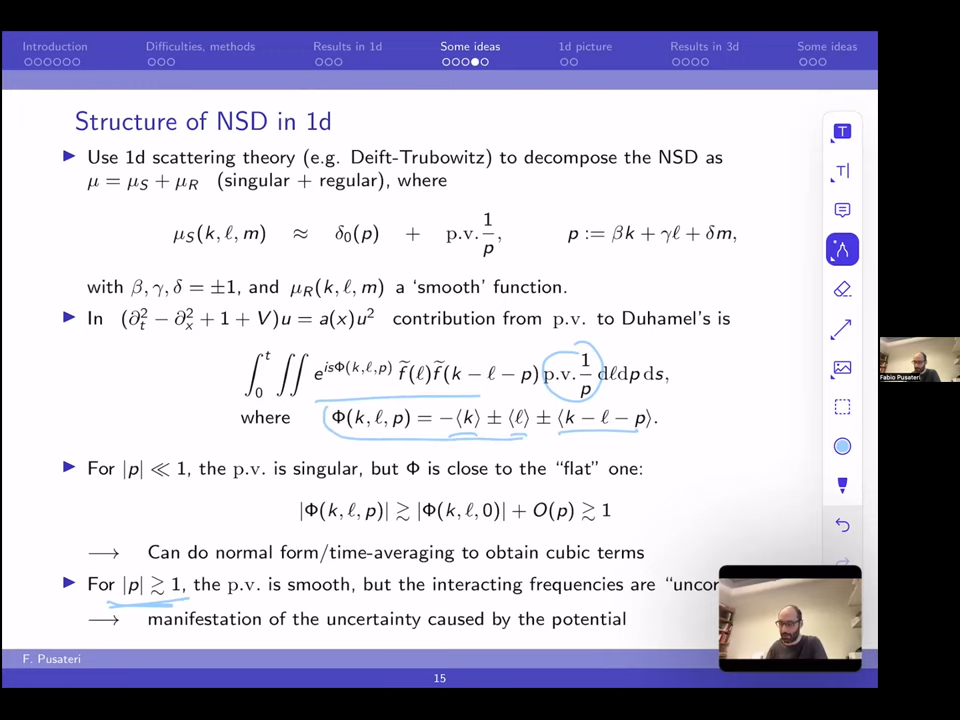 Introduction Difficulties, methods Results in 1d Some ideas 1d picture Results in 3d Some ideas
Structure of NSD in 1d
Use 1d scattering theory (e.g. Deift-Trubowitz) to decompose the NSD as
μ = μ_S + μ_R (singular + regular), where
μ_S(k, ℓ, m) ≈ δ_0(p) + p.v. 1/p, p := βk + γℓ + δm,
with β, γ, δ = ±1, and μ_R(k, ℓ, m) a ‘smooth’ function.
In (∂_t^2 − ∂_x^2 + 1 + V)u = a(x)u^2 contribution from p.v. to Duhamel's is
∫_0^t ∬ e^{isΦ(k,ℓ,p)} f̃(ℓ)f̃(k − ℓ − p) p.v. 1/p dℓdp ds,
where Φ(k, ℓ, p) = −⟨k⟩ ± ⟨ℓ⟩ ± ⟨k − ℓ − p⟩.
For |p| ≪ 1, the p.v. is singular, but Φ is close to the “flat” one:
|Φ(k, ℓ, p)| ≳ |Φ(k, ℓ, 0)| + O(p) ≳ 1
⟶ Can do normal form/time-averaging to obtain cubic terms
For |p| ≳ 1, the p.v. is smooth, but the interacting frequencies are “uncor
⟶ manifestation of the uncertainty caused by the potential
F. Pusateri
15
Fabio Pusateri
T
T